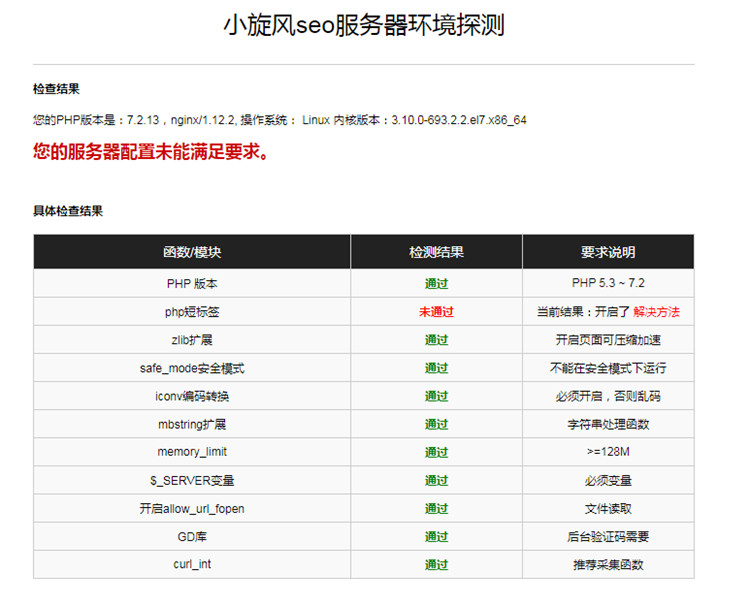 小旋风seo服务器环境探测
检查结果
您的PHP版本是：7.2.13，nginx/1.12.2, 操作系统： Linux 内核版本：3.10.0-693.2.2.el7.x86_64
您的服务器配置未能满足要求。
具体检查结果
函数/模块 检测结果 要求说明
PHP 版本 通过 PHP 5.3 ~ 7.2
php短标签 未通过 当前结果：开启了 解决方法
zlib扩展 通过 开启页面可压缩加速
safe_mode安全模式 通过 不能在安全模式下运行
iconv编码转换 通过 必须开启，否则乱码
mbstring扩展 通过 字符串处理函数
memory_limit 通过 >=128M
$_SERVER变量 通过 必须变量
开启allow_url_fopen 通过 文件读取
GD库 通过 后台验证码需要
curl_int 通过 推荐采集函数